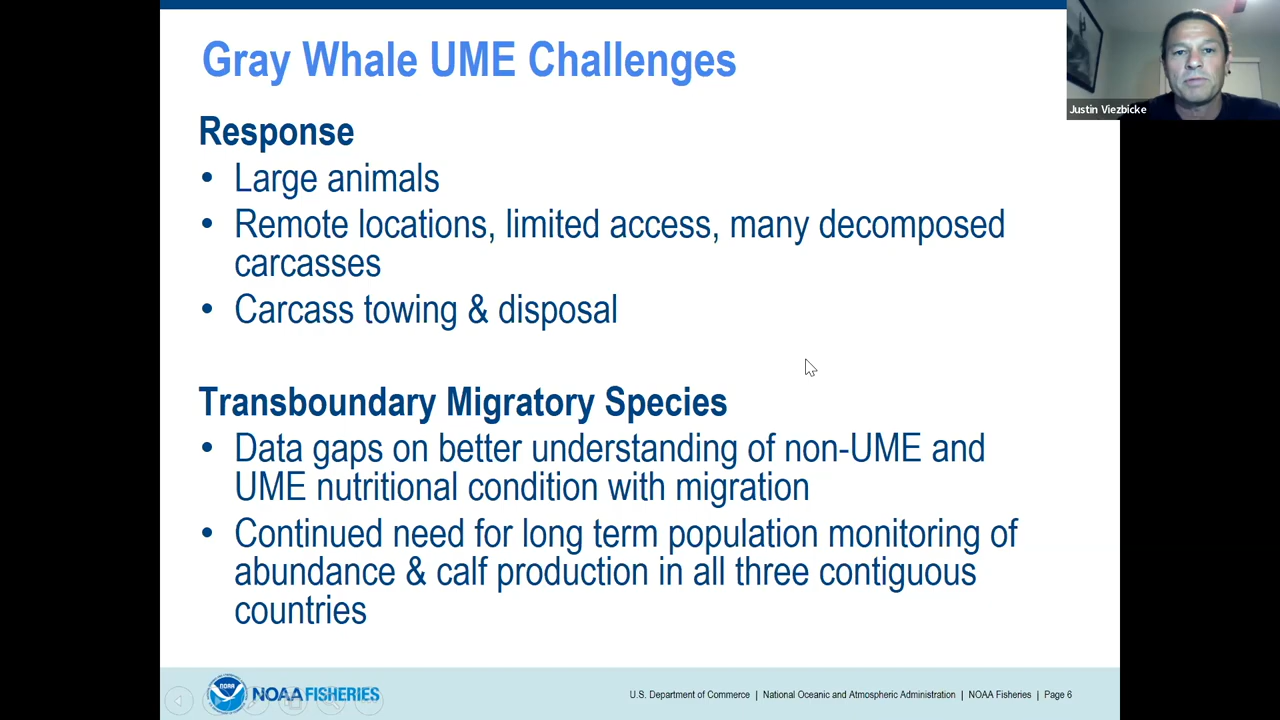 Gray Whale UME Challenges
Justin Viezbicke
Response
• Large animals
• Remote locations, limited access, many decomposed
carcasses
• Carcass towing & disposal
Transboundary Migratory Species
• Data gaps on better understanding of non-UME and
UME nutritional condition with migration
• Continued need for long term population monitoring of
abundance & calf production in all three contiguous
countries
NOAA
NOAA FISHERIES
U.S. Department of Commerce | National Oceanic and Atmospheric Administration | NOAA Fisheries | Page 6